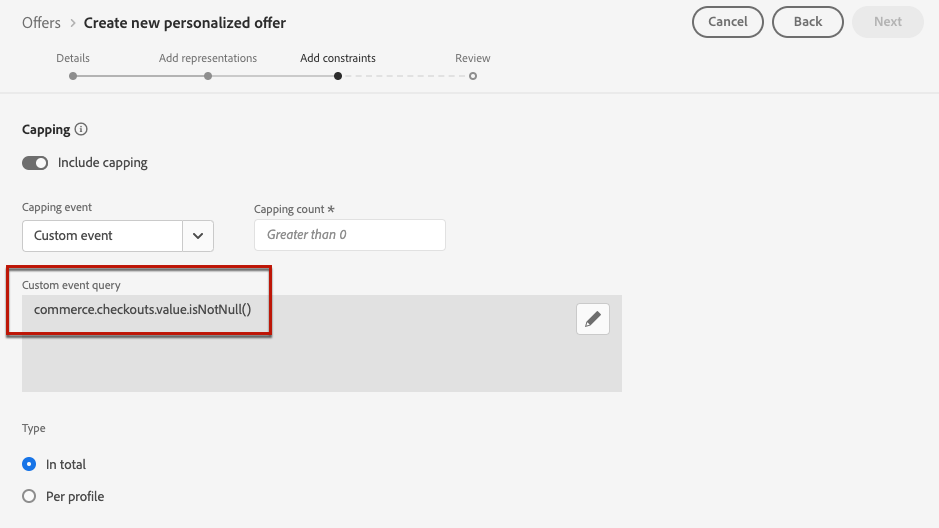 Offers > Create new personalized offer
Cancel
Back
Next
Details
Add representations
Add constraints
Review
Capping
Include capping
Capping event
Capping count *
Custom event
Greater than 0
Custom event query
commerce.checkouts.value.isNotNull()
Type
In total
Per profile